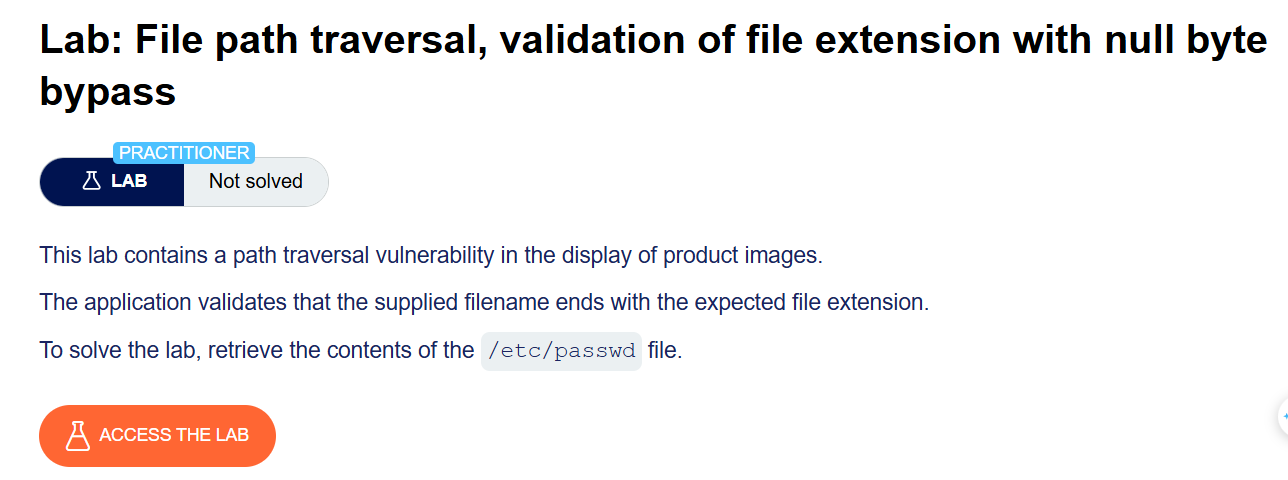 Lab: File path traversal, validation of file extension with null byte
bypass
PRACTITIONER
LAB Not solved
This lab contains a path traversal vulnerability in the display of product images.
The application validates that the supplied filename ends with the expected file extension.
To solve the lab, retrieve the contents of the /etc/passwd file.
ACCESS THE LAB